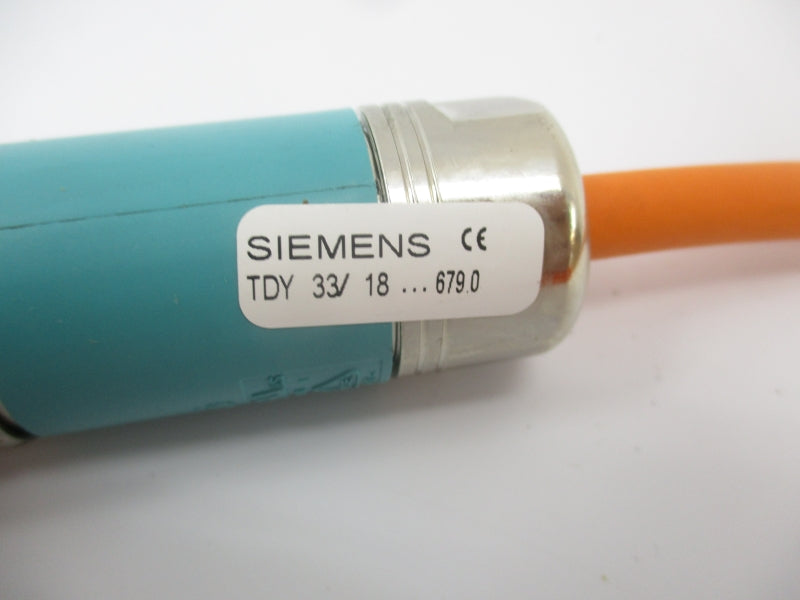 SIEMENS CE
TDY 33/ 18 ... 679.0